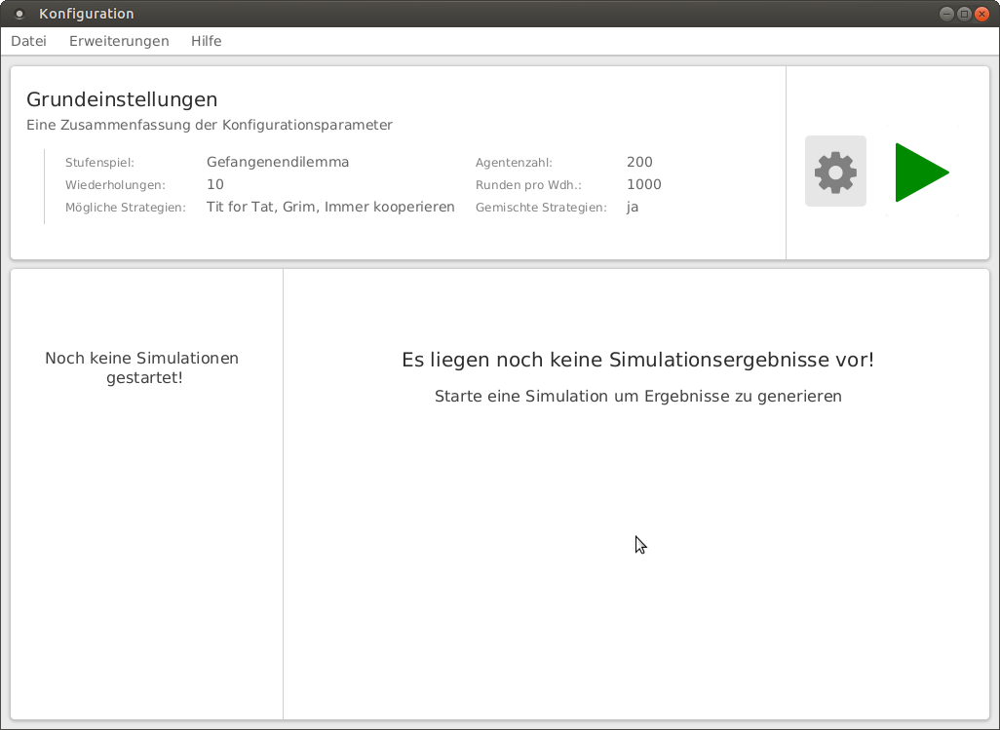 Konfiguration
Datei Erweiterungen Hilfe
Grundeinstellungen
Eine Zusammenfassung der Konfigurationsparameter
Stufenspiel: Gefangenendilemma Agentenzahl: 200
Wiederholungen: 10 Runden pro Wdh.: 1000
Mögliche Strategien: Tit for Tat, Grim, Immer kooperieren Gemischte Strategien: ja
Noch keine Simulationen
gestartet!
Es liegen noch keine Simulationsergebnisse vor!
Starte eine Simulation um Ergebnisse zu generieren